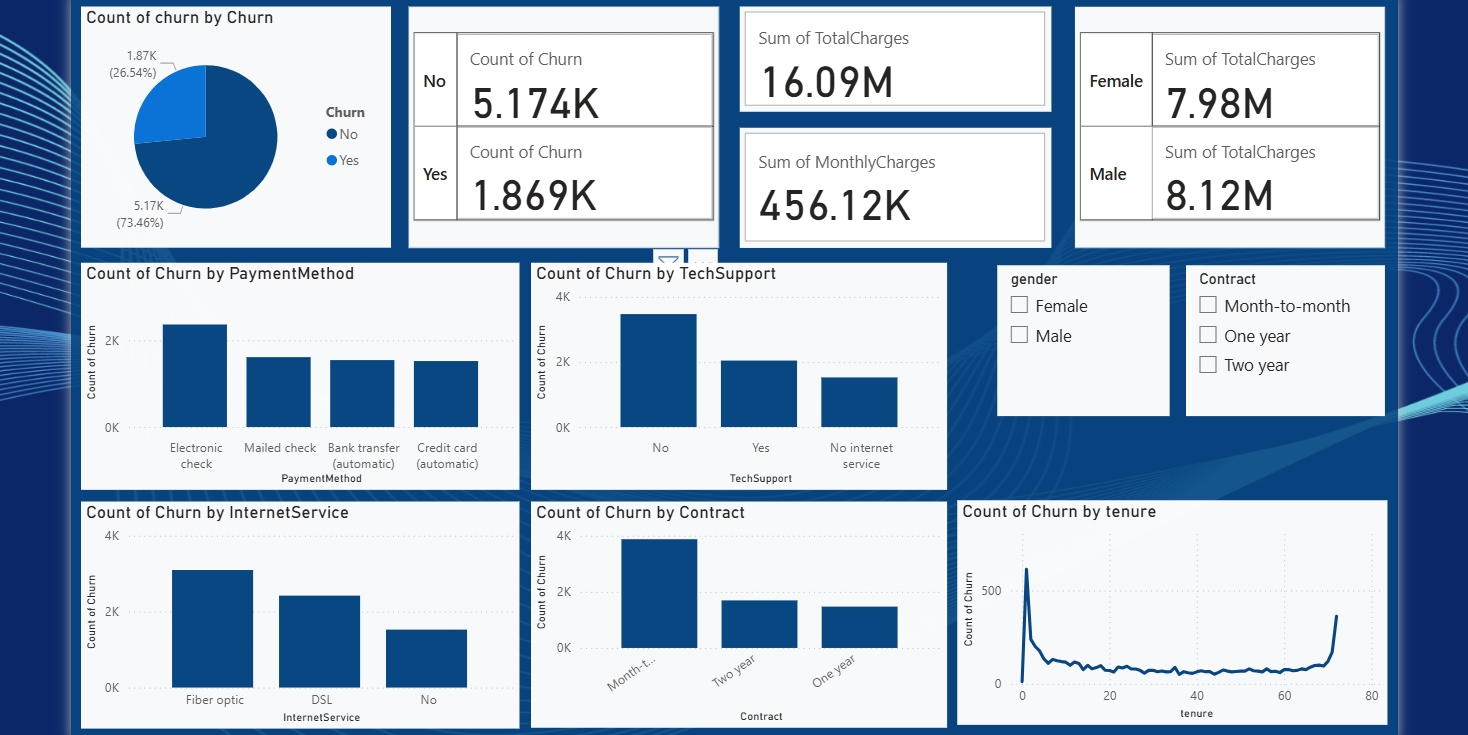 Count of churn by Churn
1.87K
(26.54%)
5.17K
(73.46%)
Churn
No
Yes
No
Count of Churn
5.174K
Yes
Count of Churn
1.869K
Sum of TotalCharges
16.09M
Sum of MonthlyCharges
456.12K
Female
Sum of TotalCharges
7.98M
Male
Sum of TotalCharges
8.12M
Count of Churn by PaymentMethod
Count of Churn
2K
0K
Electronic
check
Mailed check
Bank transfer
(automatic)
Credit card
(automatic)
PaymentMethod
Count of Churn by TechSupport
Count of Churn
4K
2K
0K
No
Yes
No internet
service
TechSupport
gender
Female
Male
Contract
Month-to-month
One year
Two year
Count of Churn by InternetService
Count of Churn
4K
2K
0K
Fiber optic
DSL
No
InternetService
Count of Churn by Contract
Count of Churn
4K
2K
0K
Month-t...
Two year
One year
Contract
Count of Churn by tenure
Count of Churn
500
0
0
20
40
60
80
tenure